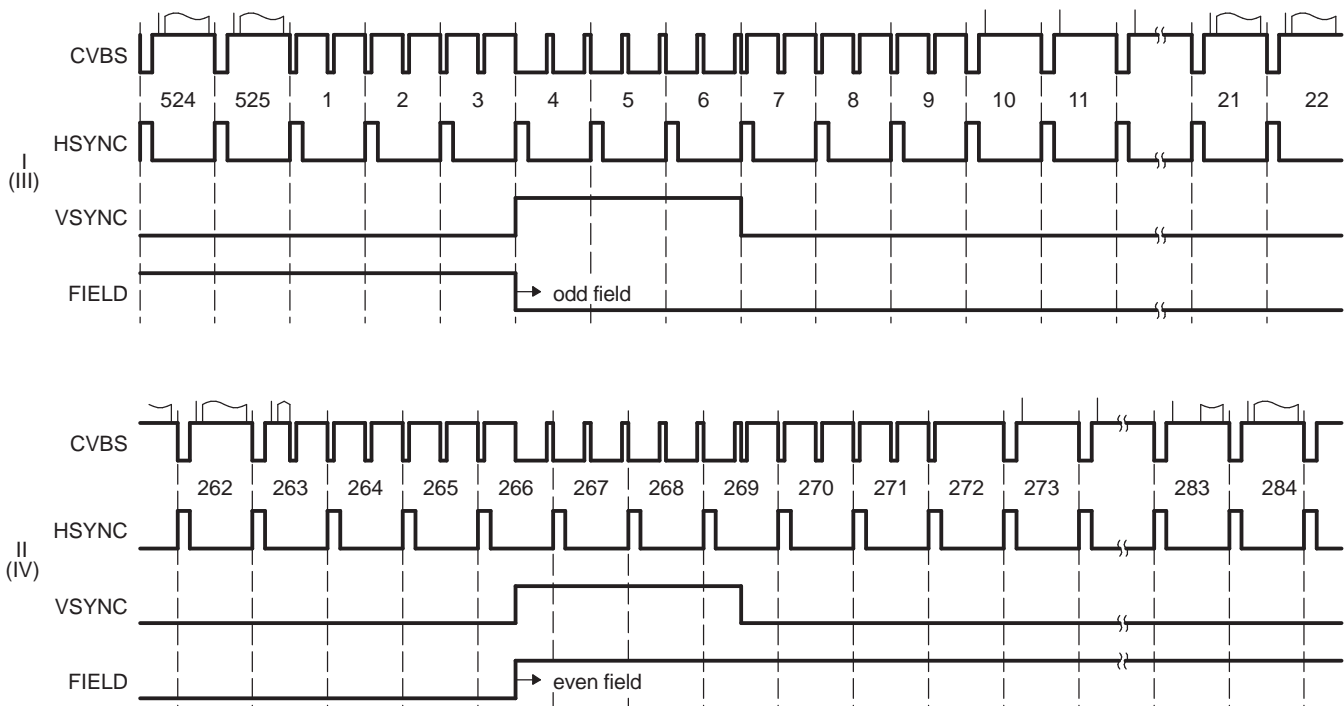 CVBS
524 525 1 2 3 4 5 6 7 8 9 10 11 21 22
HSYNC
I
(III)
VSYNC
FIELD
odd field
CVBS
262 263 264 265 266 267 268 269 270 271 272 273 283 284
HSYNC
II
(IV)
VSYNC
FIELD
even field